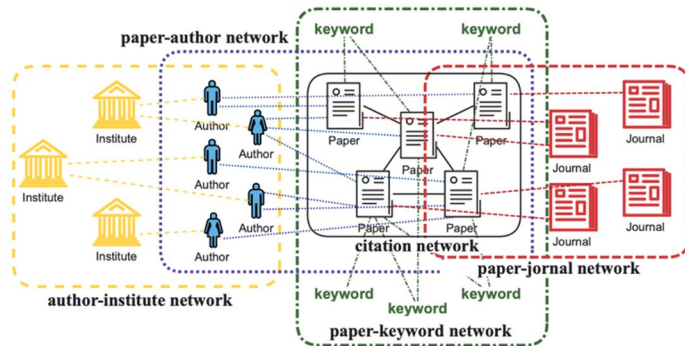 keyword
keyword
paper-author network
Institute
Author
Author
Paper
Paper
Paper
Journal
Journal
Institute
Author
Institute
Author
Author
Paper
Paper
Journal
Journal
citation network
paper-jornal network
author-institute network
keyword
keyword
keyword
paper-keyword network